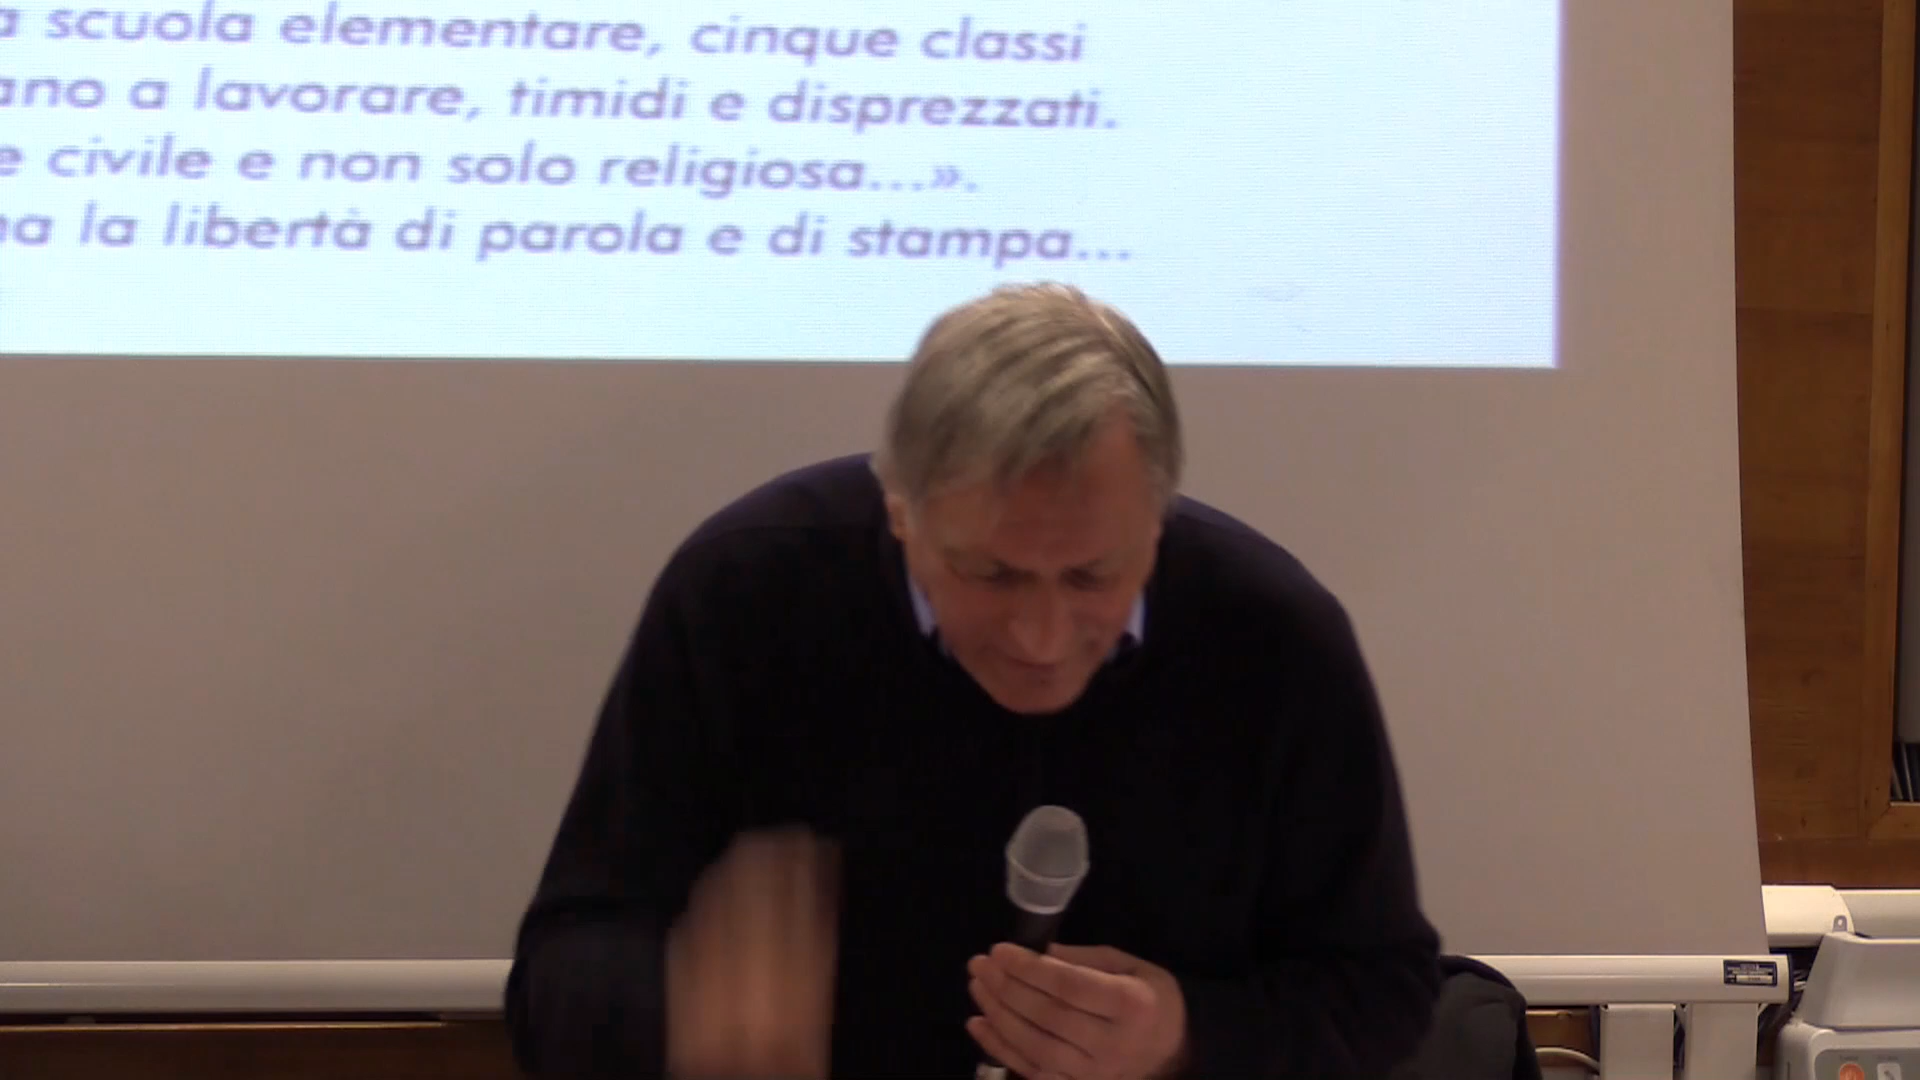 a scuola elementare, cinque classi
ano a lavorare, timidi e disprezzati.
e civile e non solo religiosa...».
na la libertà di parola e di stampa...